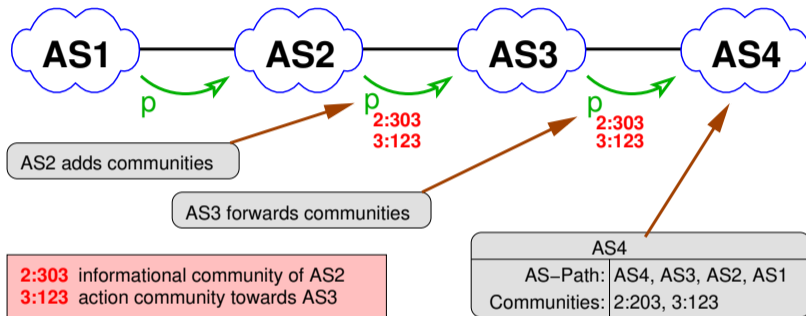 AS1
AS2
AS3
AS4
p
p
2:303
3:123
p
2:303
3:123
AS2 adds communities
AS3 forwards communities
2:303 informational community of AS2
3:123 action community towards AS3
AS4
AS-Path: AS4, AS3, AS2, AS1
Communities: 2:203, 3:123